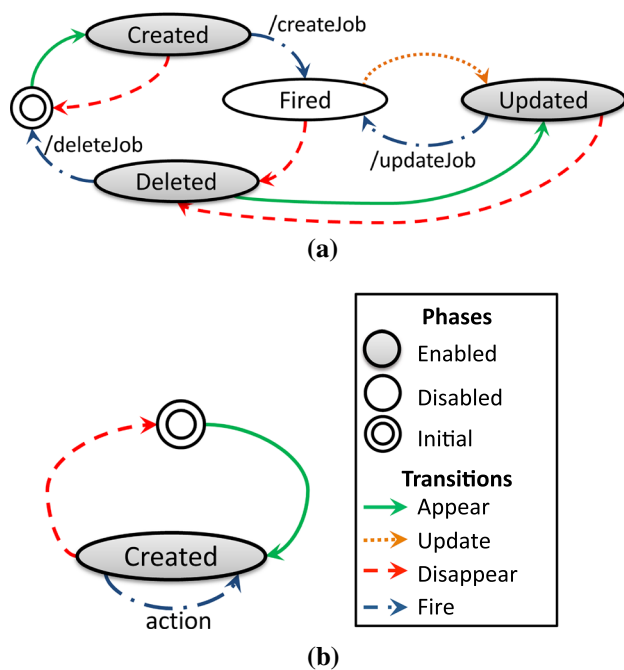 /createJob
Created
Fired
Updated
/deleteJob
/updateJob
Deleted
(a)
Phases
Enabled
Disabled
Initial
Transitions
Appear
Update
Disappear
Fire
Created
action
(b)